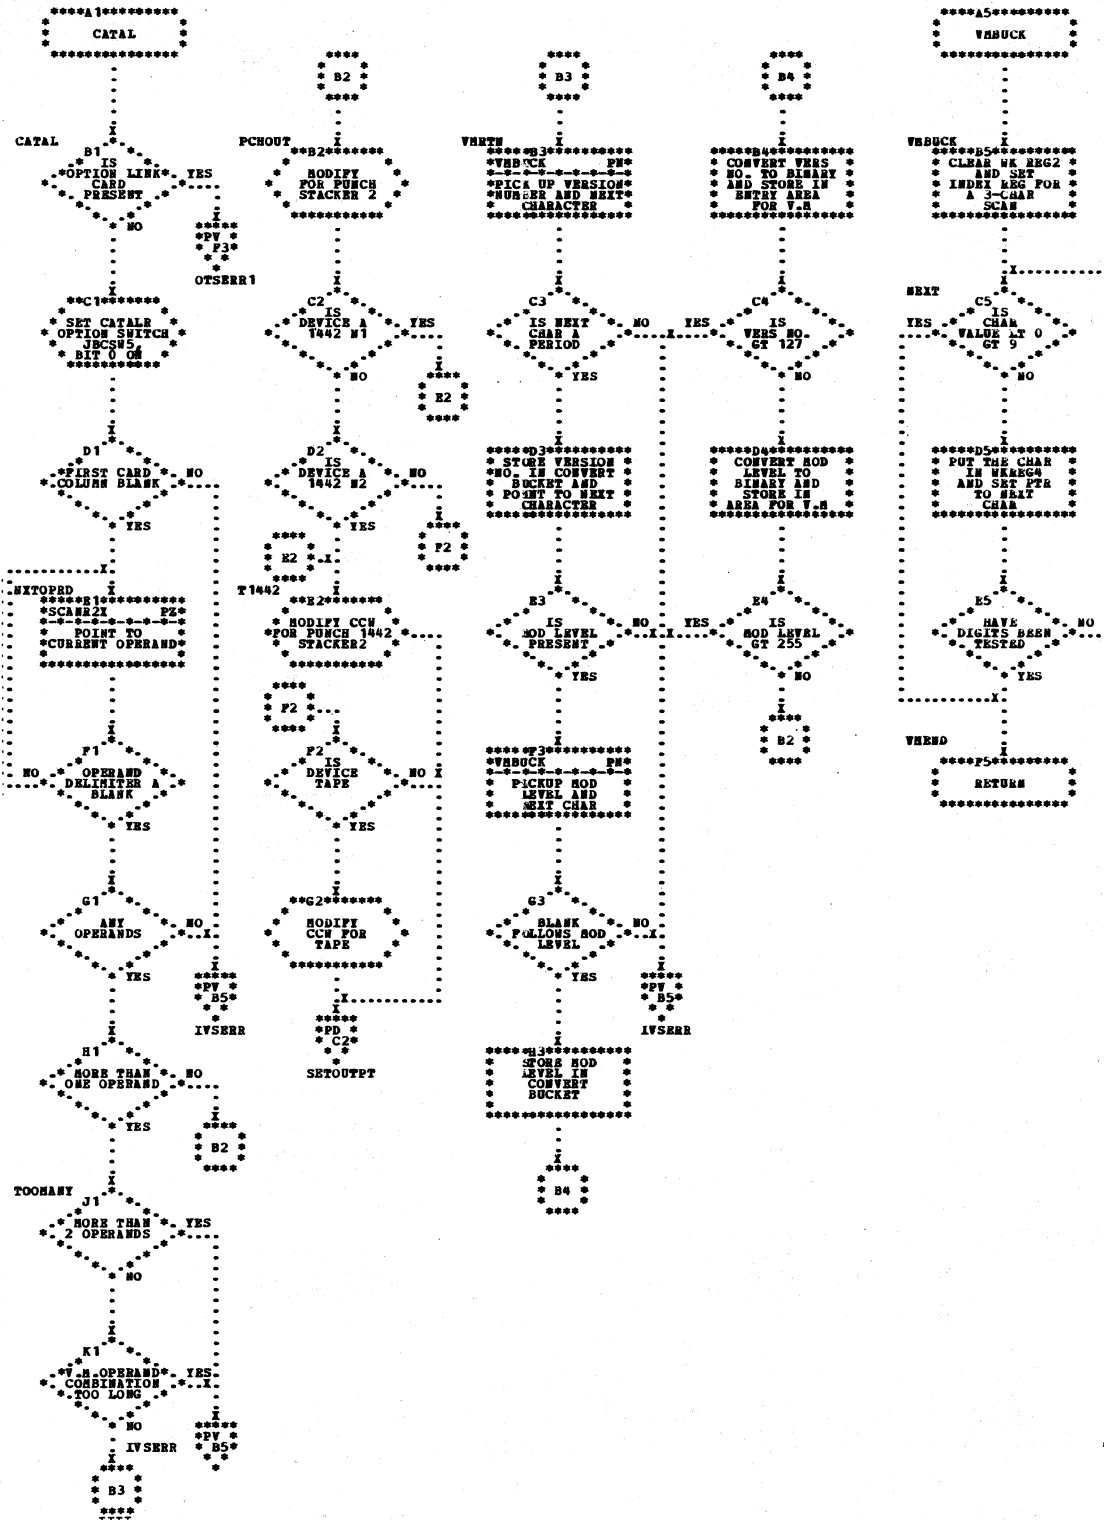 A1
CATAL
CATAL
B1
IS
OPTION LINK
CARD
PRESENT
YES
NO
PV
F3
OTSERR1
C1
SET CATALR
OPTION SWITCH
JBCSW5,
BIT 0 ON
D1
FIRST CARD
COLUMN BLANK
NO
YES
NXTOPRD
E1
SCANR2X PZ
POINT TO
CURRENT OPERAND
F1
OPERAND
DELIMITER A
BLANK
NO
YES
G1
ANY
OPERANDS
NO
YES
PV
B5
IVSERR
H1
MORE THAN
ONE OPERAND
NO
YES
B2
TOOMANY
J1
MORE THAN
2 OPERANDS
YES
NO
K1
V.M.OPERAND
COMBINATION
TOO LONG
YES
NO
IVSERR
PV
B5
B3
B2
PCHOUT
B2
MODIFY
FOR PUNCH
STACKER 2
C2
IS
DEVICE A
1442 N1
YES
NO
E2
D2
IS
DEVICE A
1442 N2
NO
YES
F2
E2
T1442
E2
MODIFY CCW
FOR PUNCH 1442
STACKER2
F2
F2
IS
DEVICE
TAPE
NO
YES
G2
MODIFY
CCW FOR
TAPE
PD
C2
SETOUTPT
B3
VMRTN
B3
VMBUCK PN
PICK UP VERSION
NUMBER AND NEXT
CHARACTER
C3
IS NEXT
CHAR A
PERIOD
NO
YES
D3
STORE VERSION
NO. IN CONVERT
BUCKET AND
POINT TO NEXT
CHARACTER
E3
IS
MOD LEVEL
PRESENT
NO
YES
F3
VMBUCK PN
PICKUP MOD
LEVEL AND
NEXT CHAR
G3
BLANK
FOLLOWS MOD
LEVEL
NO
YES
PV
B5
IVSERR
H3
STORE MOD
LEVEL IN
CONVERT
BUCKET
B4
B4
B4
CONVERT VERS
NO. TO BINARY
AND STORE IN
ENTRY AREA
FOR V.M
C4
IS
VERS NO.
GT 127
YES
NO
D4
CONVERT MOD
LEVEL TO
BINARY AND
STORE IN
AREA FOR V.M
E4
IS
MOD LEVEL
GT 255
YES
NO
B2
A5
VMBUCK
VMBUCK
B5
CLEAR WK REG2
AND SET
INDEX REG FOR
A 3-CHAR
SCAN
NEXT
C5
IS
CHAR
VALUE LT 0
GT 9
YES
NO
D5
PUT THE CHAR
IN WKREG4
AND SET PTR
TO NEXT
CHAR
E5
HAVE
DIGITS BEEN
TESTED
NO
YES
VMEND
F5
RETURN